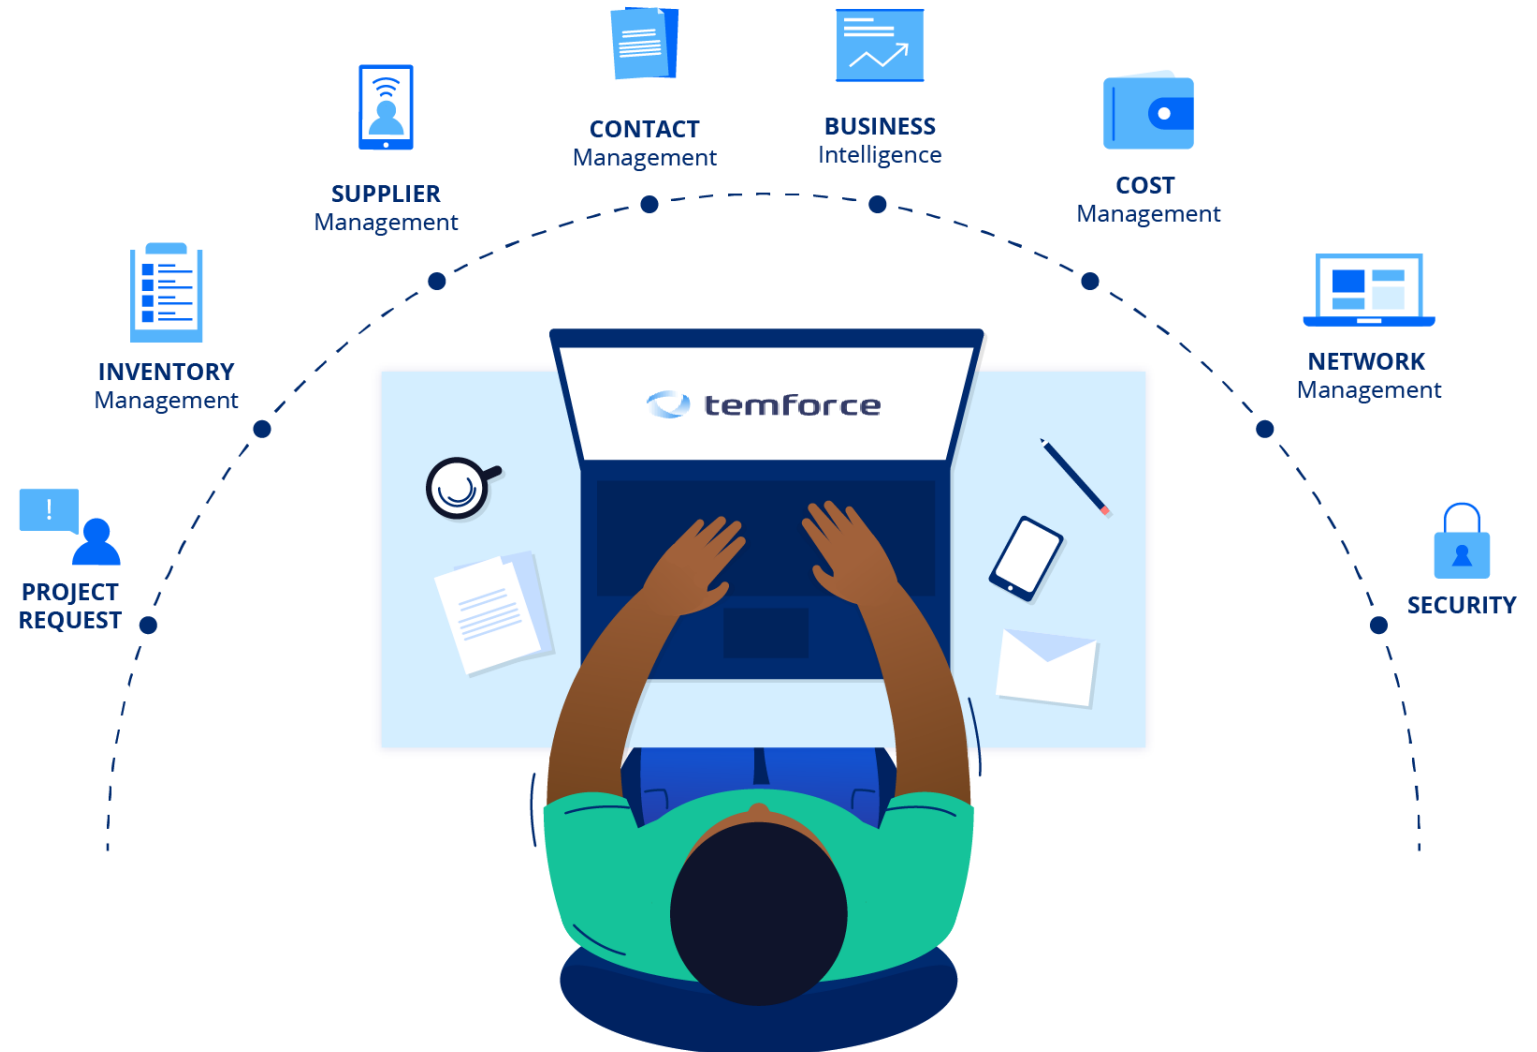 CONTACT
Management
BUSINESS
Intelligence
SUPPLIER
Management
COST
Management
INVENTORY
Management
NETWORK
Management
temforce
!
PROJECT
REQUEST
SECURITY